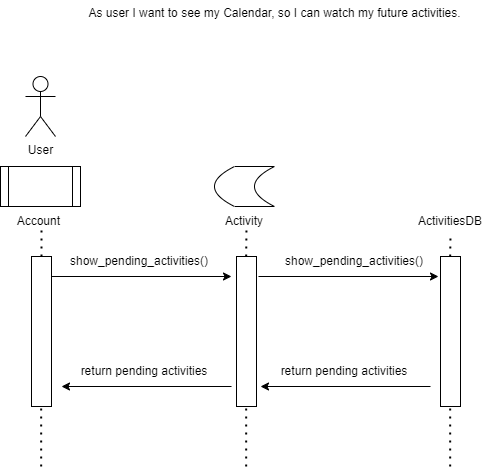 As user I want to see my Calendar, so I can watch my future activities.
User
Account
Activity
ActivitiesDB
show_pending_activities()
show_pending_activities()
return pending activities
return pending activities